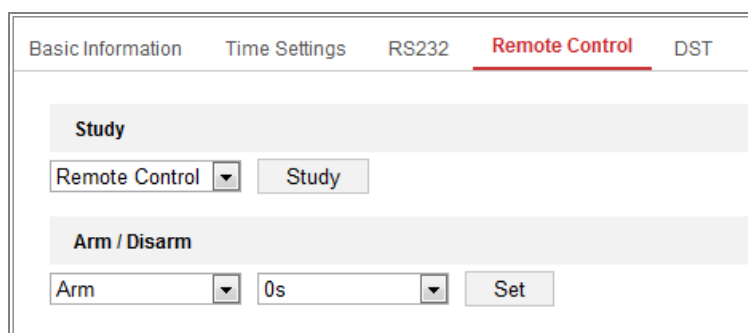 Basic Information Time Settings RS232 Remote Control DST
Study
Remote Control Study
Arm / Disarm
Arm 0s Set